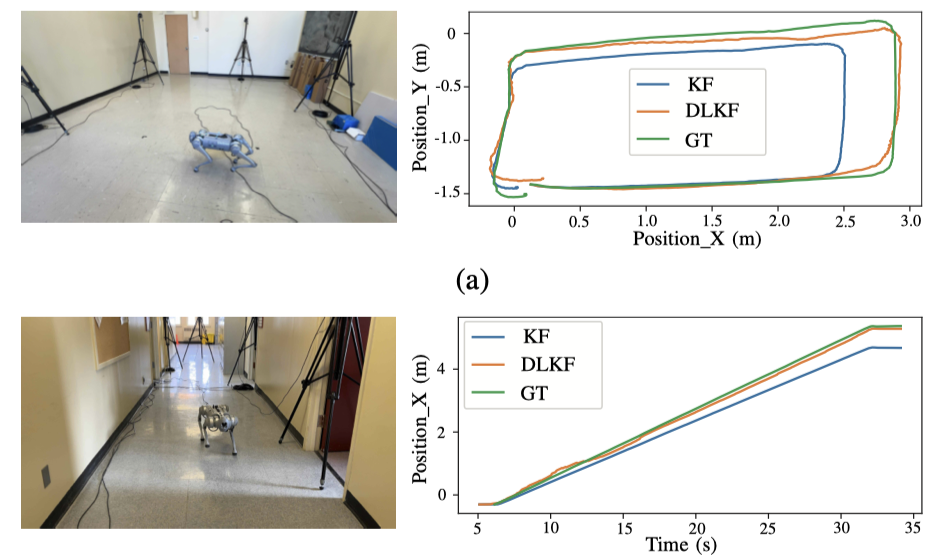 0
-0.5
-1.0
-1.5
Position_Y (m)
KF
DLKF
GT
0 0.5 1.0 1.5 2.0 2.5 3.0
Position_X (m)
(a)
4
2
0
Position_X (m)
KF
DLKF
GT
5 10 15 20 25 30 35
Time (s)